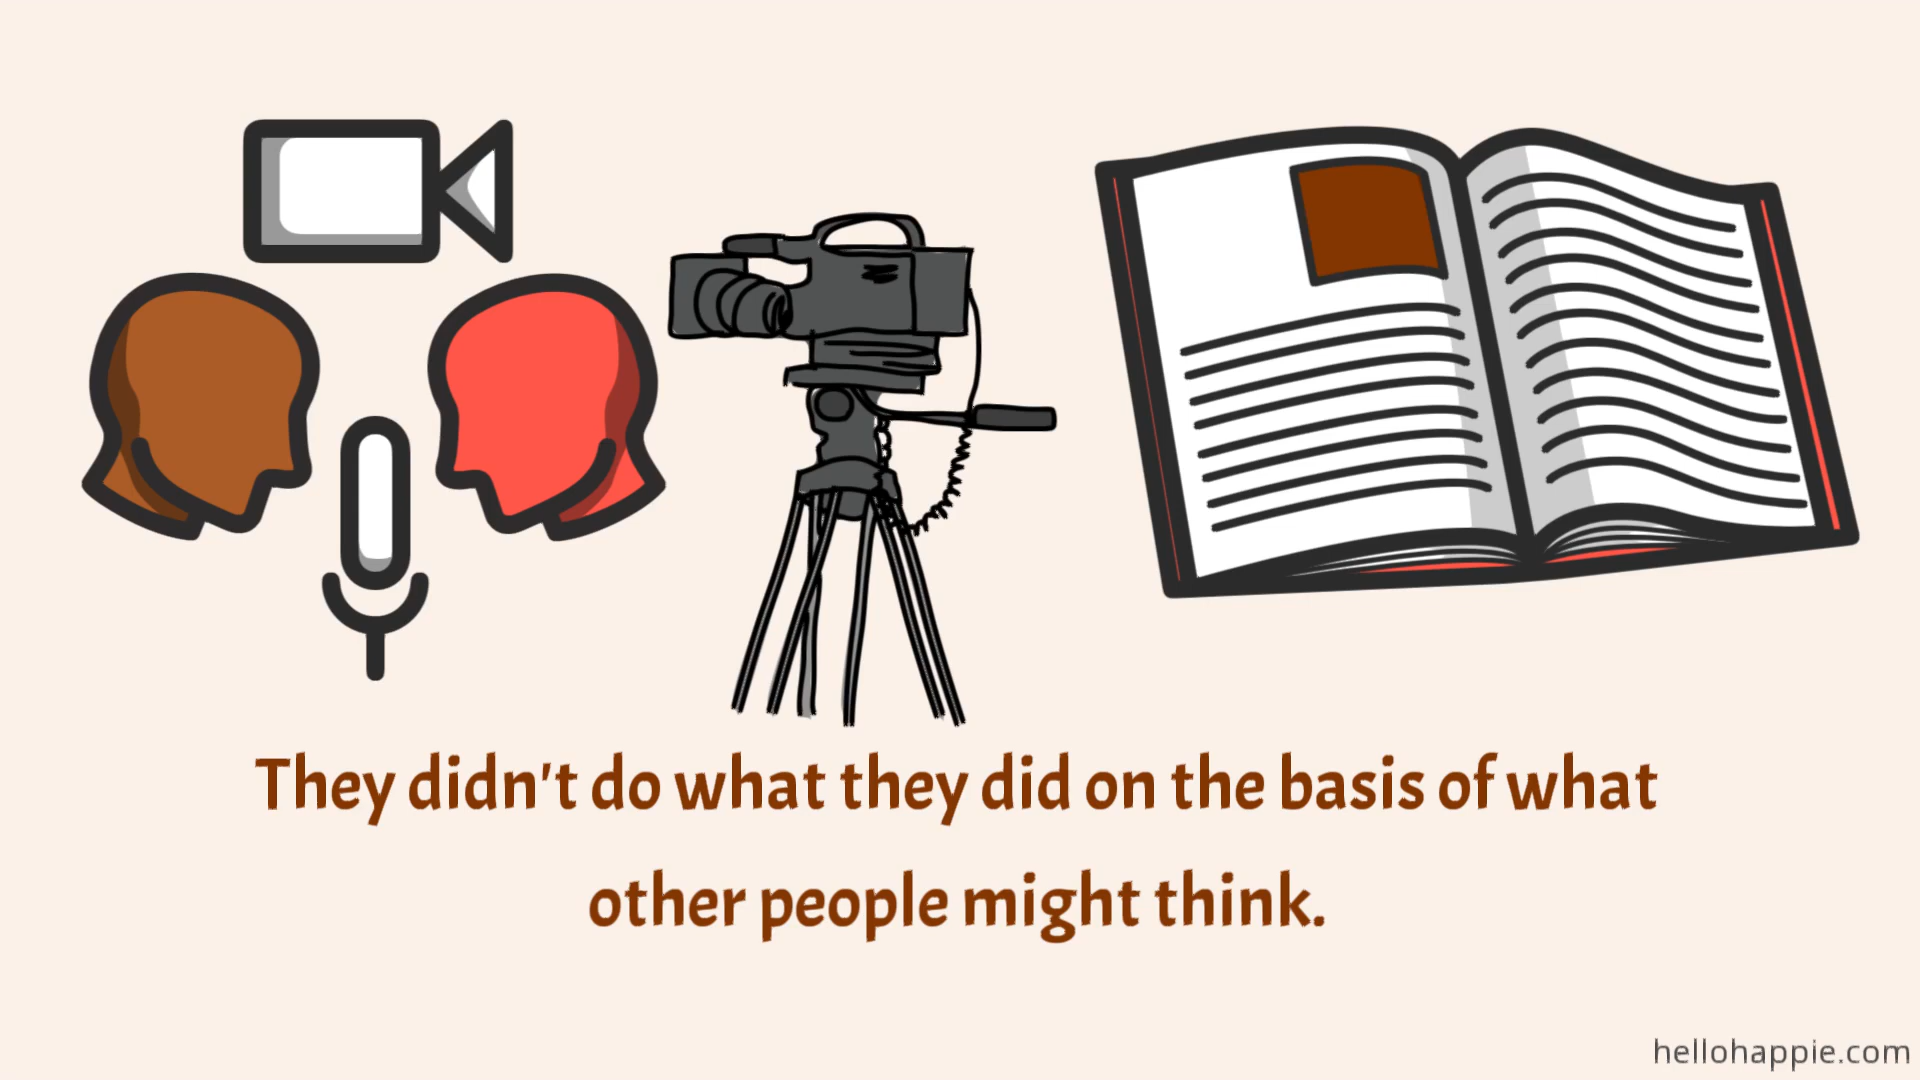 They didn't do what they did on the basis of what
other people might think.
hellohappie.com